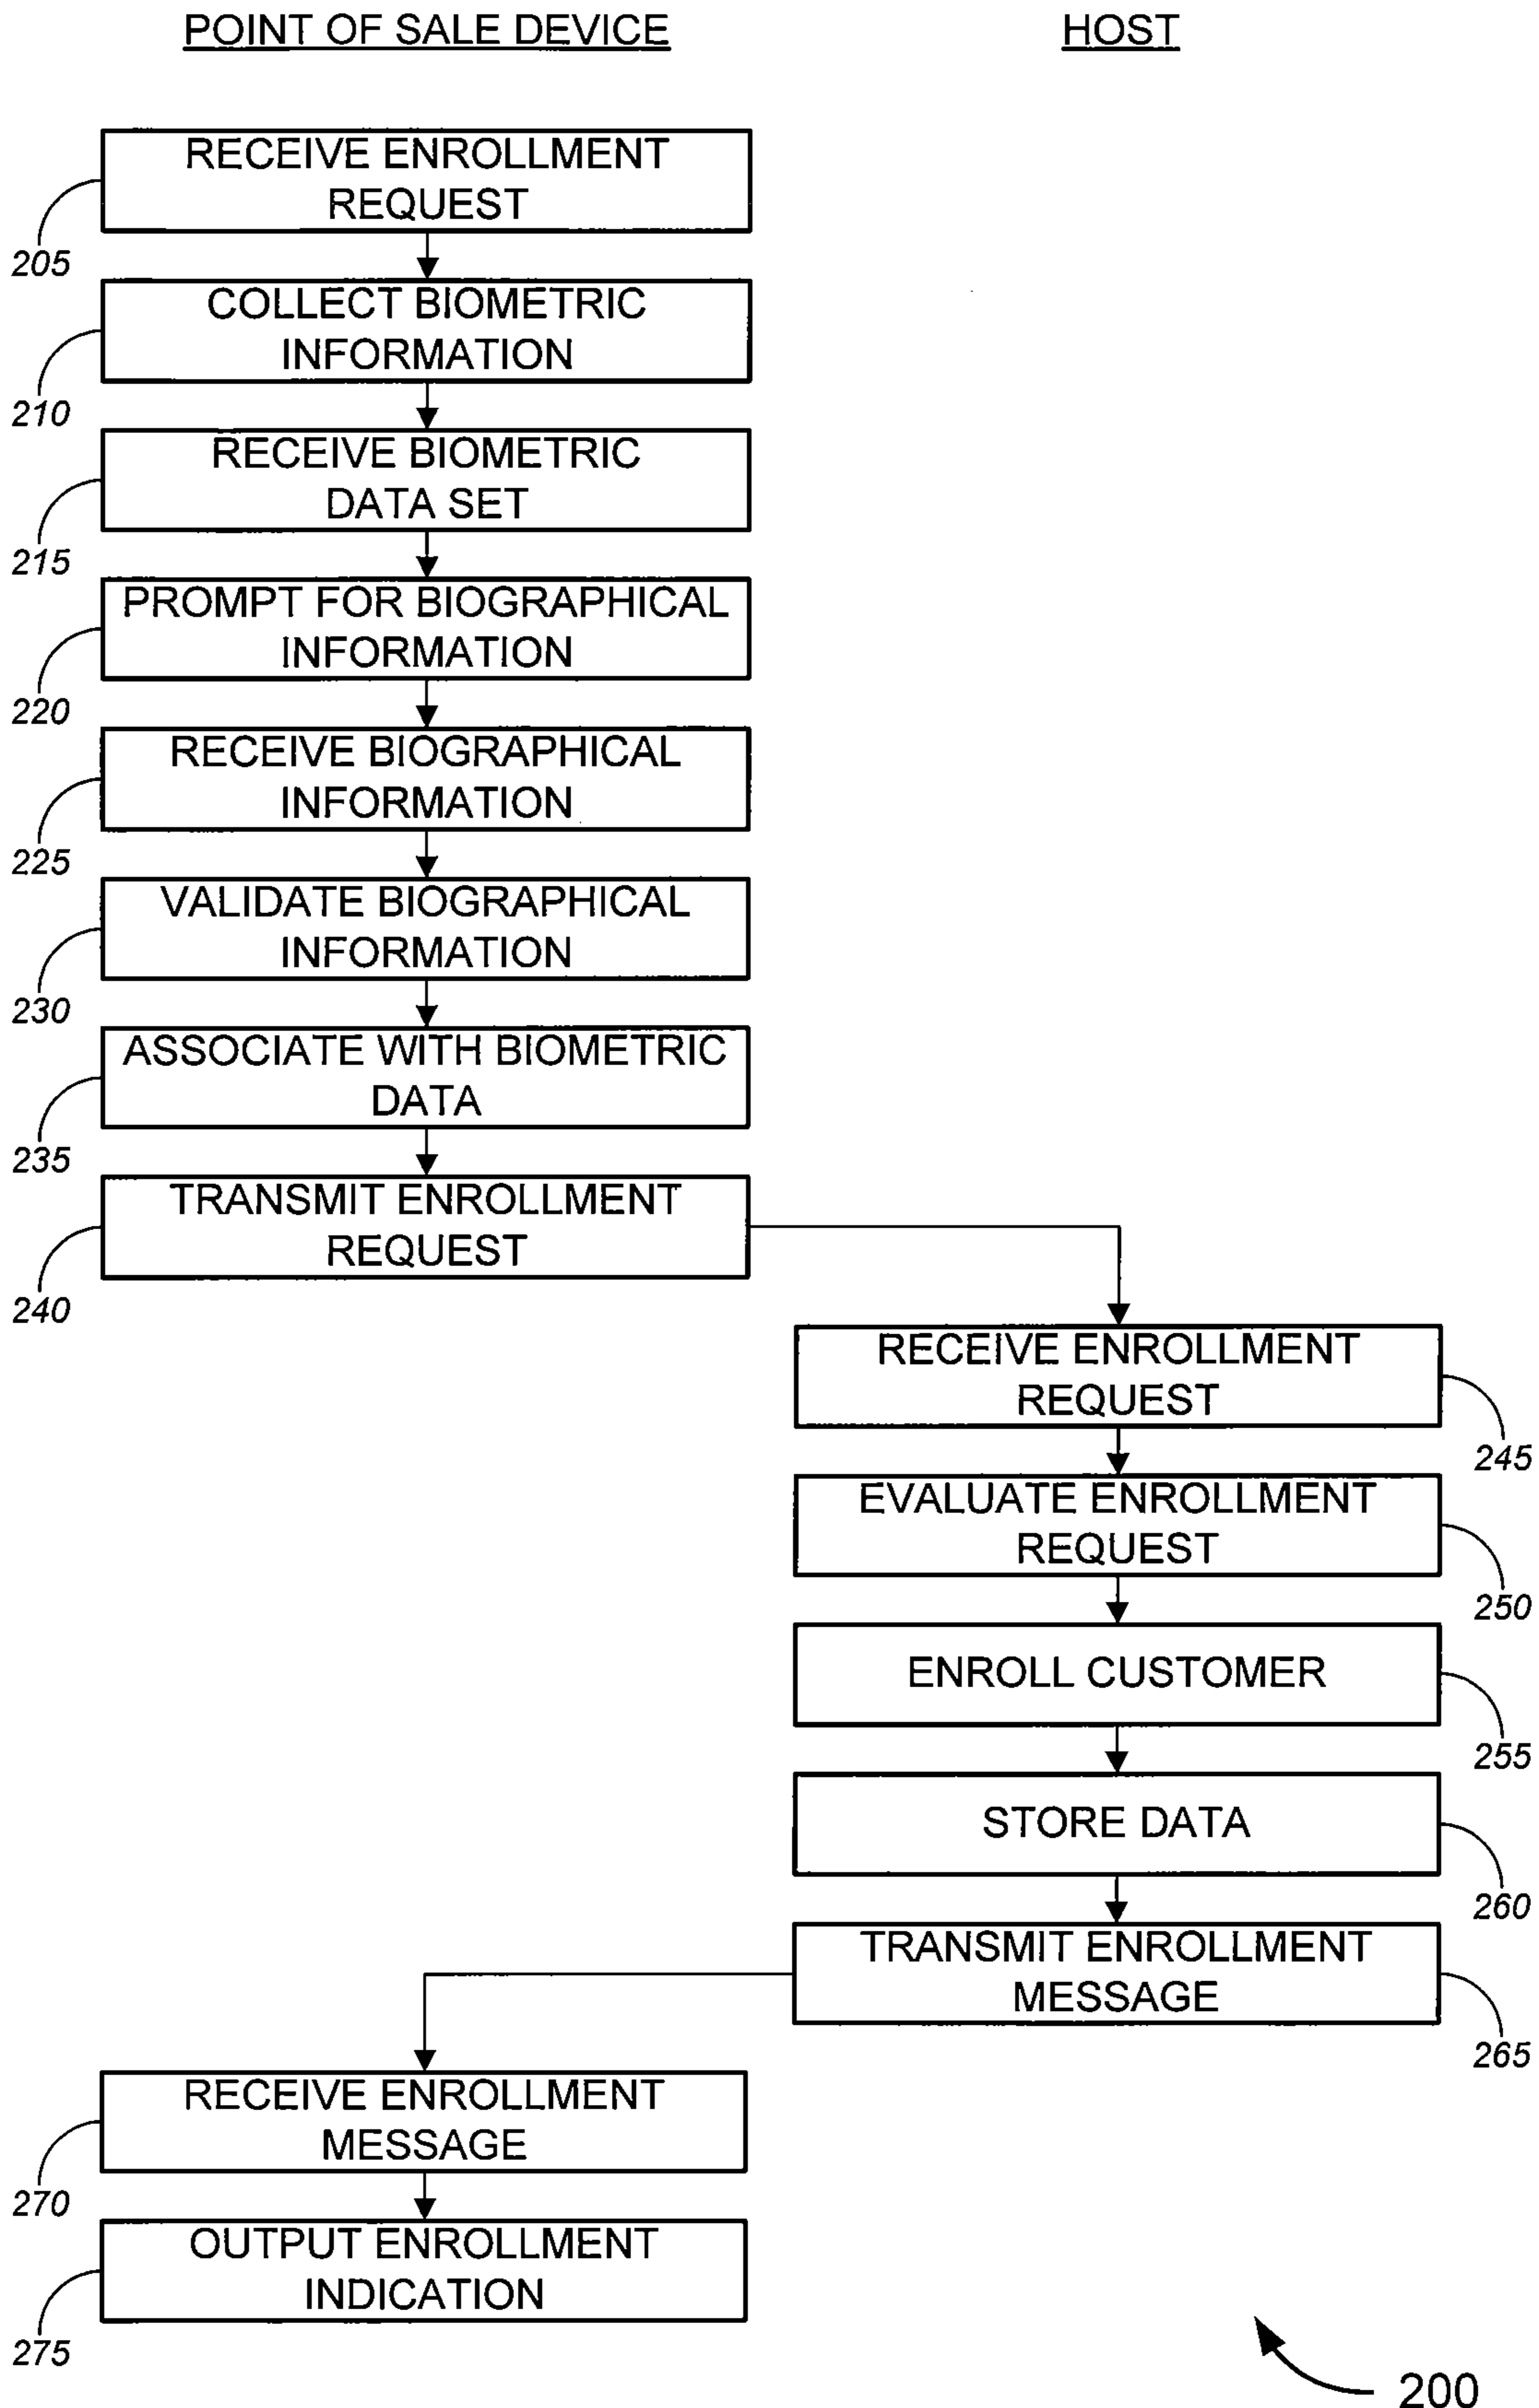 POINT OF SALE DEVICE
HOST
RECEIVE ENROLLMENT
REQUEST
205
COLLECT BIOMETRIC
INFORMATION
210
RECEIVE BIOMETRIC
DATA SET
215
PROMPT FOR BIOGRAPHICAL
INFORMATION
220
RECEIVE BIOGRAPHICAL
INFORMATION
225
VALIDATE BIOGRAPHICAL
INFORMATION
230
ASSOCIATE WITH BIOMETRIC
DATA
235
TRANSMIT ENROLLMENT
REQUEST
240
RECEIVE ENROLLMENT
REQUEST
245
EVALUATE ENROLLMENT
REQUEST
250
ENROLL CUSTOMER
255
STORE DATA
260
TRANSMIT ENROLLMENT
MESSAGE
265
RECEIVE ENROLLMENT
MESSAGE
270
OUTPUT ENROLLMENT
INDICATION
275
200